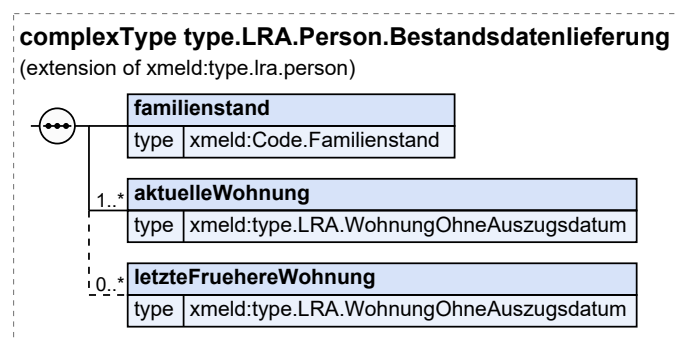 complexType type.LRA.Person.Bestandsdatenlieferung
(extension of xmeld:type.lra.person)
familienstand
type xmeld:Code.Familienstand
1..* aktuelleWohnung
type xmeld:type.LRA.WohnungOhneAuszugsdatum
0..* letzteFruehereWohnung
type xmeld:type.LRA.WohnungOhneAuszugsdatum